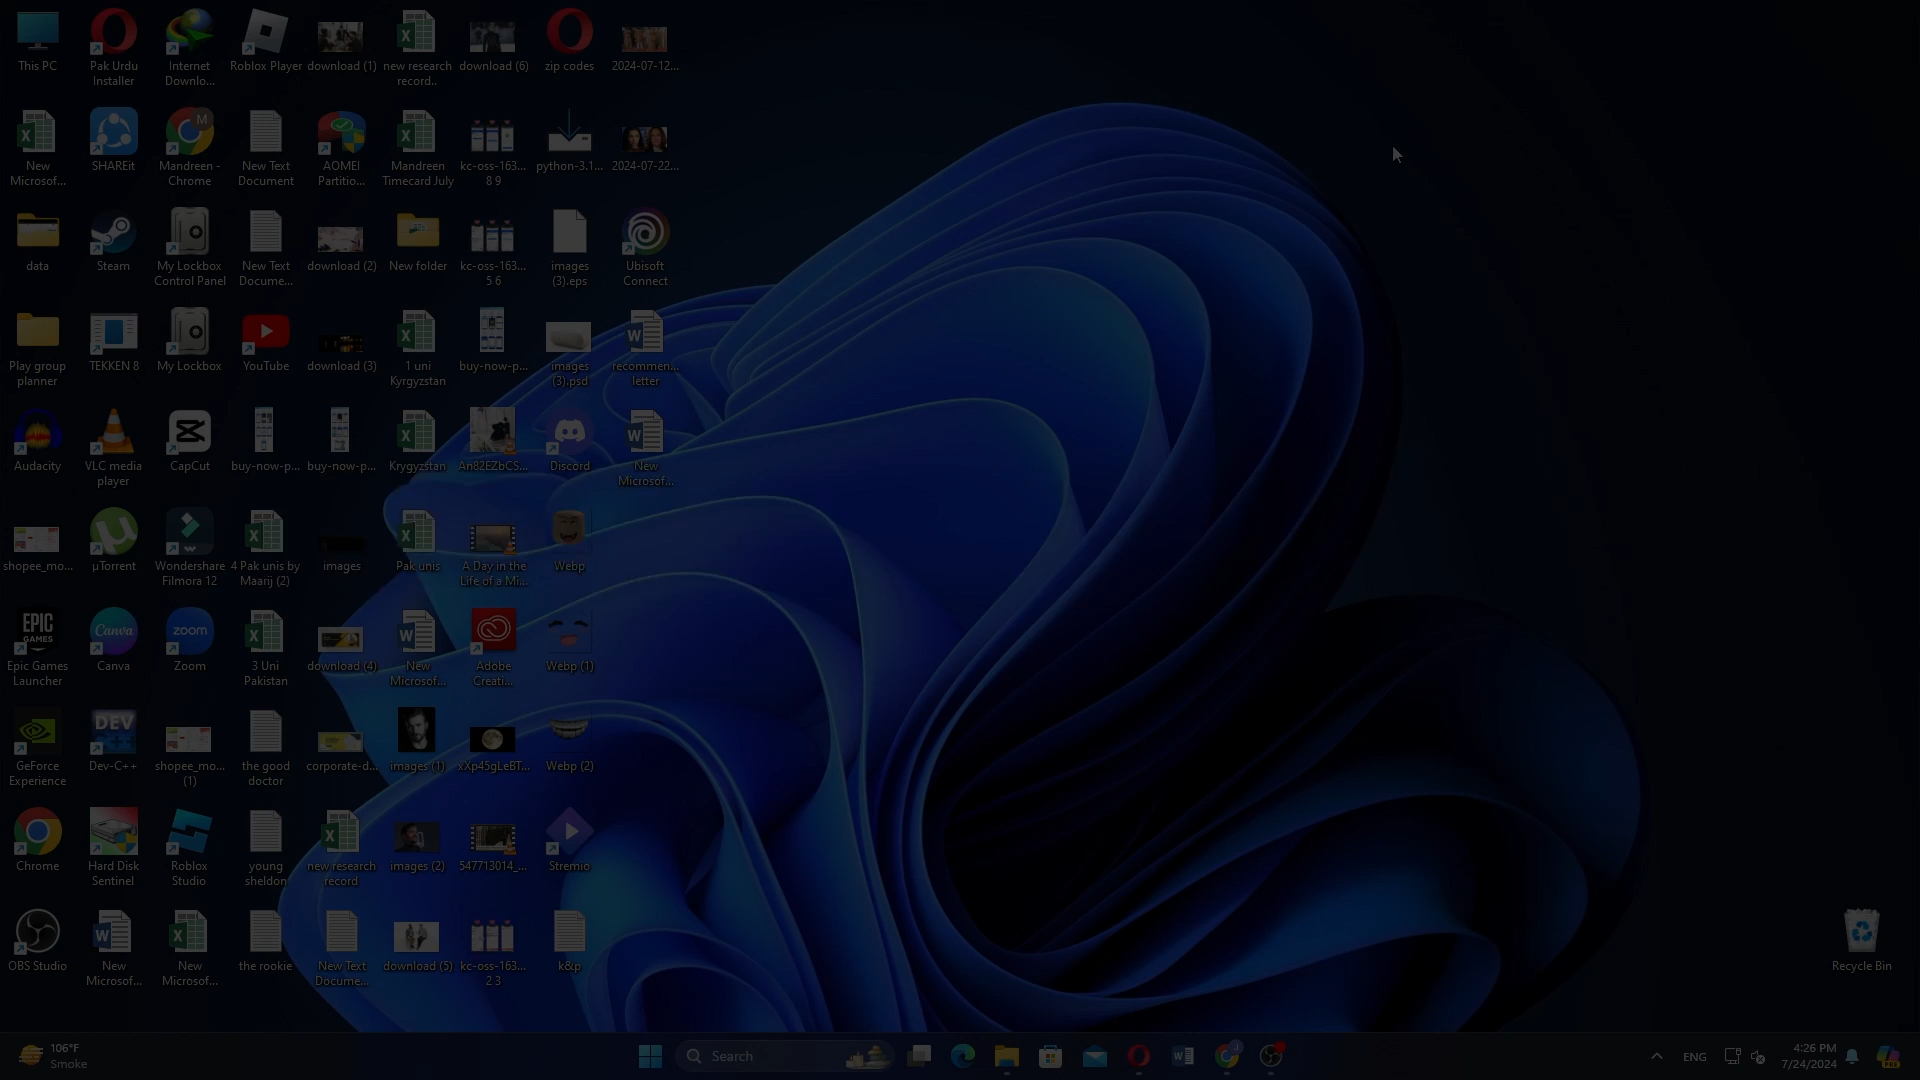 This PC
Pak Urdu
Installer
Internet
Downlo...
Roblox Player
download (1)
new research
record..
download (6)
zip codes
2024-07-12...
New
Microsof...
SHAREit
Mandreen -
Chrome
M
New Text
Document
AOMEI
Partitio...
Mandreen
Timecard July
kc-oss-163...
8 9
python-3.1...
2024-07-22...
data
Steam
My Lockbox
Control Panel
New Text
Docume...
download (2)
New folder
kc-oss-163...
5 6
images
(3).eps
Ubisoft
Connect
Play group
planner
TEKKEN 8
My Lockbox
YouTube
download (3)
1 uni
Kyrgyzstan
buy-now-p...
images
(3).psd
recommen...
letter
Audacity
VLC media
player
CapCut
buy-now-p...
buy-now-p...
Krygyzstan
An82EZbCS...
Discord
New
Microsof...
shopee_mo...
µTorrent
Wondershare
Filmora 12
4 Pak unis by
Maarij (2)
images
Pak unis
A Day in the
Life of a Mi...
Webp
EPIC
GAMES
Epic Games
Launcher
Canva
Canva
zoom
Zoom
3 Uni
Pakistan
download (4)
New
Microsof...
Adobe
Creati...
Webp (1)
GeForce
Experience
DEV
Dev-C++
shopee_mo...
(1)
the good
doctor
corporate-d...
images (1)
xXp45gLeBT...
Webp (2)
Chrome
Hard Disk
Sentinel
Roblox
Studio
young
sheldon
new research
record
images (2)
547713014_...
Stremio
OBS Studio
New
Microsof...
New
Microsof...
the rookie
New Text
Docume...
download (5)
kc-oss-163...
2 3
k&p
Recycle Bin
106°F
Smoke
Search
ENG
4:26 PM
7/24/2024